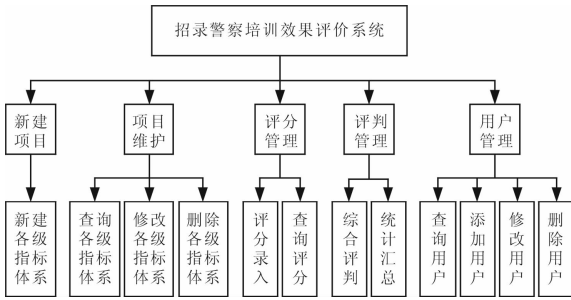 招录警察培训效果评价系统
新建
项目
项目
维护
评分
管理
评判
管理
用户
管理
新建
各级
指标
体系
查询
各级
指标
体系
修改
各级
指标
体系
删除
各级
指标
体系
评分录入
查询评分
综合评判
统计汇总
查询用户
添加用户
修改用户
删除用户